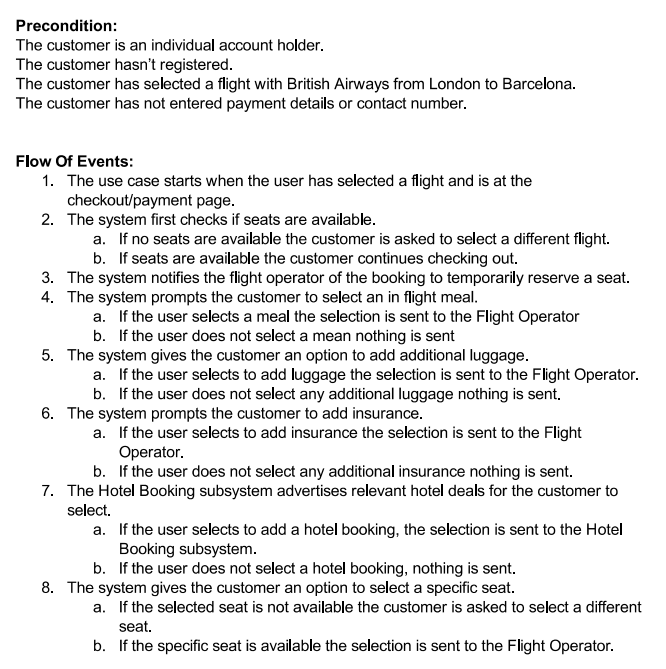 Precondition:
The customer is an individual account holder.
The customer hasn't registered.
The customer has selected a flight with British Airways from London to Barcelona.
The customer has not entered payment details or contact number.
Flow Of Events:
1. The use case starts when the user has selected a flight and is at the
checkout/payment page.
2. The system first checks if seats are available.
a. If no seats are available the customer is asked to select a different flight.
b. If seats are available the customer continues checking out.
3. The system notifies the flight operator of the booking to temporarily reserve a seat.
4. The system prompts the customer to select an in flight meal.
a. If the user selects a meal the selection is sent to the Flight Operator
b. If the user does not select a mean nothing is sent
5. The system gives the customer an option to add additional luggage.
a. If the user selects to add luggage the selection is sent to the Flight Operator.
b. If the user does not select any additional luggage nothing is sent.
6. The system prompts the customer to add insurance.
a. If the user selects to add insurance the selection is sent to the Flight
Operator.
b. If the user does not select any additional insurance nothing is sent.
7. The Hotel Booking subsystem advertises relevant hotel deals for the customer to
select.
a. If the user selects to add a hotel booking, the selection is sent to the Hotel
Booking subsystem.
b. If the user does not select a hotel booking, nothing is sent.
8. The system gives the customer an option to select a specific seat.
a. If the selected seat is not available the customer is asked to select a different
seat.
b. If the specific seat is available the selection is sent to the Flight Operator.